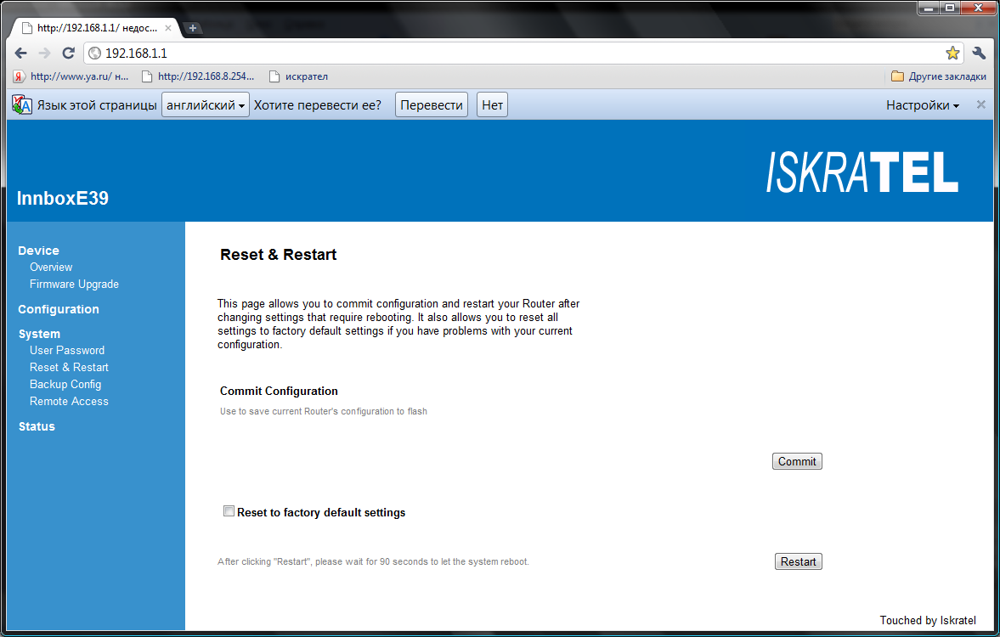 http://192.168.1.1/ недос...
192.168.1.1
http://www.ya.ru/ н...
http://192.168.8.254...
искрател
Другие закладки
Язык этой страницы
английский
Хотите перевести ее?
Перевести
Нет
Настройки
ISKRATEL
InnboxE39
Device
Overview
Firmware Upgrade
Configuration
System
User Password
Reset & Restart
Backup Config
Remote Access
Status
Reset & Restart
This page allows you to commit configuration and restart your Router after
changing settings that require rebooting. It also allows you to reset all
settings to factory default settings if you have problems with your current
configuration.
Commit Configuration
Use to save current Router's configuration to flash
Commit
Reset to factory default settings
After clicking "Restart", please wait for 90 seconds to let the system reboot.
Restart
Touched by Iskratel